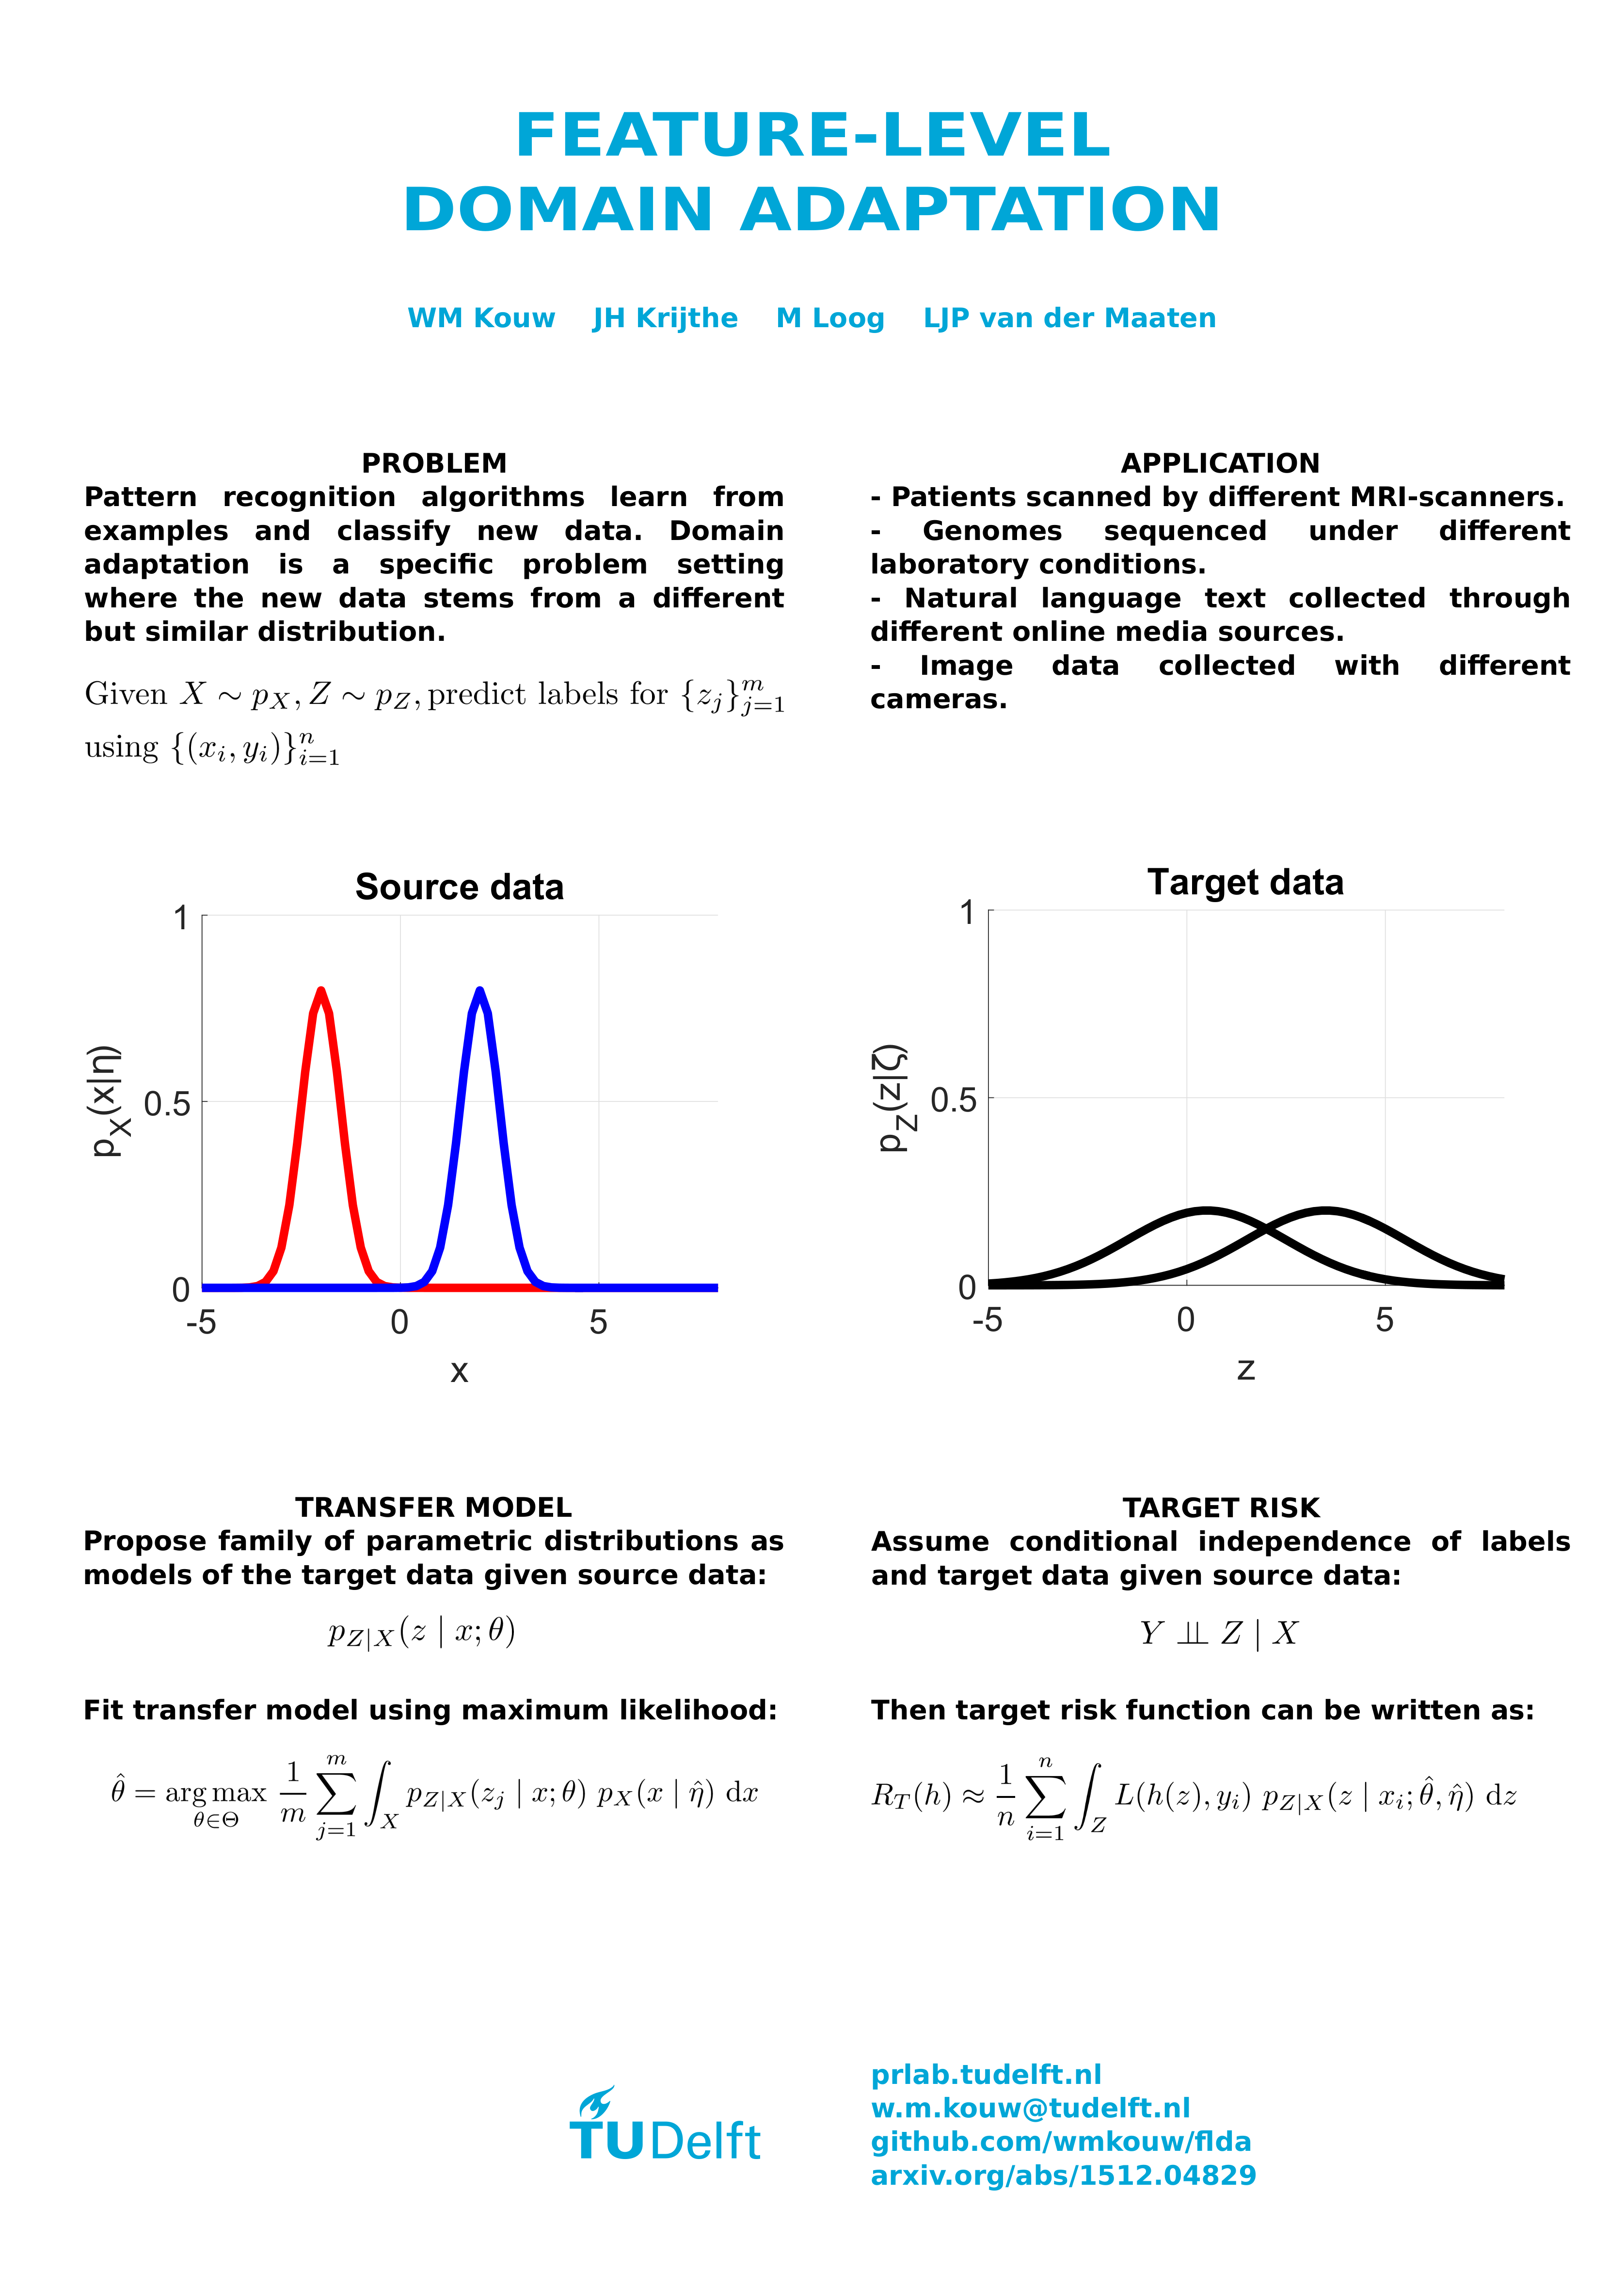 FEATURE-LEVEL
DOMAIN ADAPTATION
WM Kouw JH Krijthe M Loog LJP van der Maaten
PROBLEM
Pattern recognition algorithms learn from
examples and classify new data. Domain
adaptation is a specific problem setting
where the new data stems from a different
but similar distribution.
Given $X \sim p_X, Z \sim p_Z,$ predict labels for $\{z_j\}_{j=1}^{m}$
using $\{(x_i, y_i)\}_{i=1}^{n}$
APPLICATION
- Patients scanned by different MRI-scanners.
- Genomes sequenced under different
laboratory conditions.
- Natural language text collected through
different online media sources.
- Image data collected with different
cameras.
Source data
1
0.5
0
p_X(x|η)
-5 0 5
x
Target data
1
0.5
0
p_Z(z|ζ)
-5 0 5
z
TRANSFER MODEL
Propose family of parametric distributions as
models of the target data given source data:
$p_{Z|X}(z \mid x; \theta)$
Fit transfer model using maximum likelihood:
$\hat{\theta} = \underset{\theta \in \Theta}{\arg\max} \frac{1}{m} \sum_{j=1}^{m} \int_X p_{Z|X}(z_j \mid x; \theta) \, p_X(x \mid \hat{\eta}) \, \mathrm{d}x$
TARGET RISK
Assume conditional independence of labels
and target data given source data:
$Y \perp\!\!\!\perp Z \mid X$
Then target risk function can be written as:
$R_T(h) \approx \frac{1}{n} \sum_{i=1}^{n} \int_Z L(h(z), y_i) \, p_{Z|X}(z \mid x_i; \hat{\theta}, \hat{\eta}) \, \mathrm{d}z$
TUDelft
prlab.tudelft.nl
w.m.kouw@tudelft.nl
github.com/wmkouw/flda
arxiv.org/abs/1512.04829